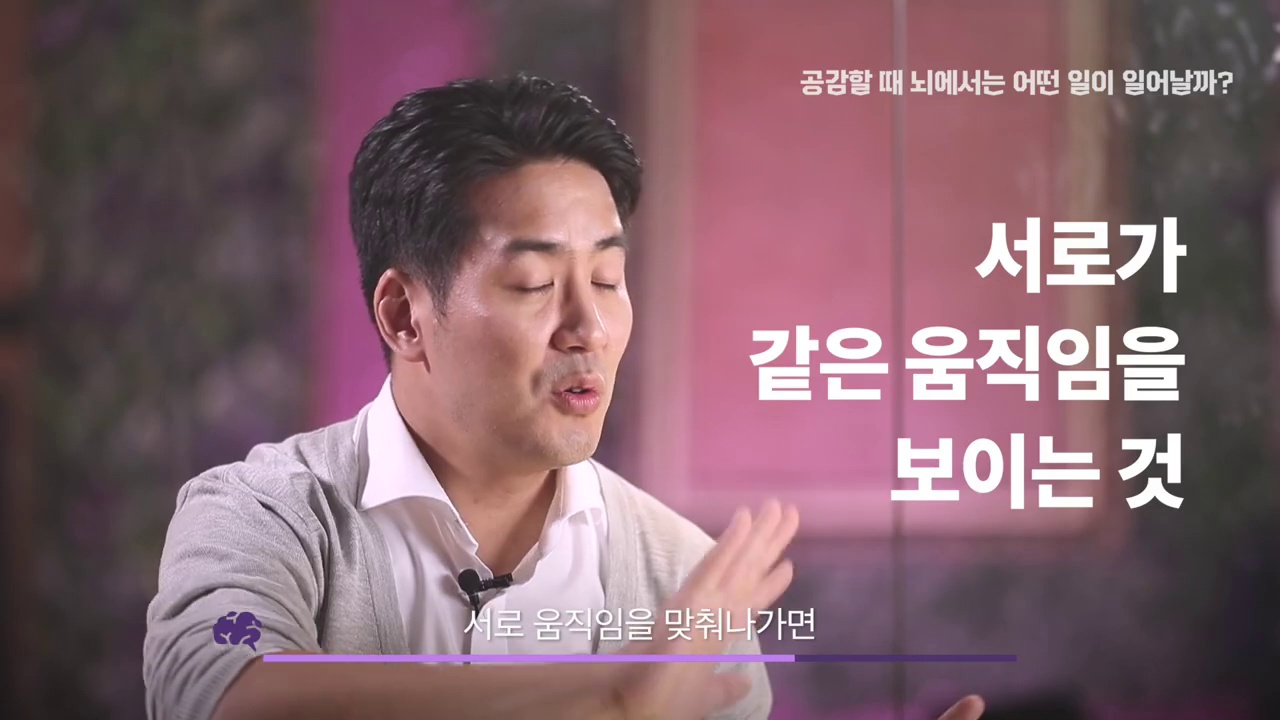 공감할 때 뇌에서는 어떤 일이 일어날까?
서로가
같은 움직임을
보이는 것
서로 움직임을 맞춰나가면